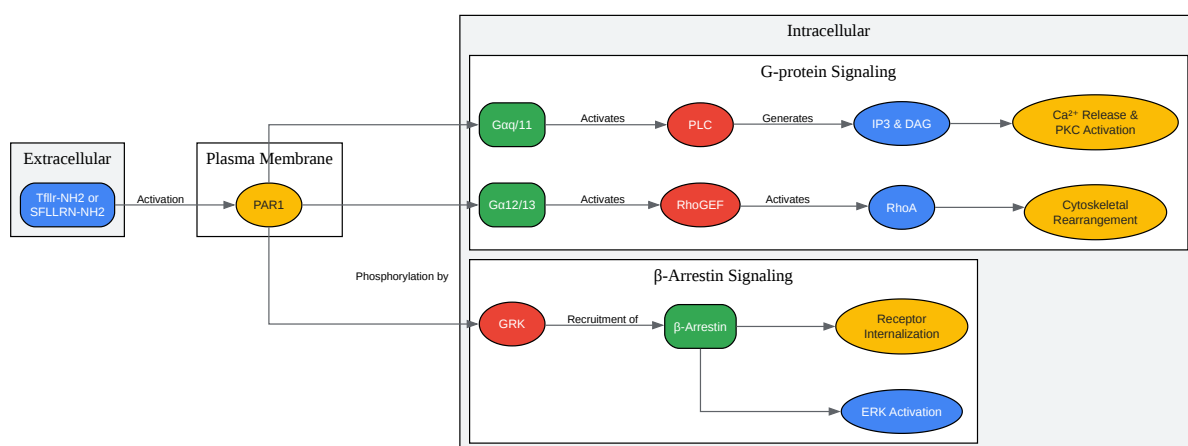 Intracellular
G-protein Signaling
Gαq/11
Activates
PLC
Generates
IP3 & DAG
Ca²⁺ Release &
PKC Activation
Extracellular
Tfllr-NH2 or
SFLLRN-NH2
Activation
Plasma Membrane
PAR1
Gα12/13
Activates
RhoGEF
Activates
RhoA
Cytoskeletal
Rearrangement
Phosphorylation by
β-Arrestin Signaling
GRK
Recruitment of
β-Arrestin
Receptor
Internalization
ERK Activation